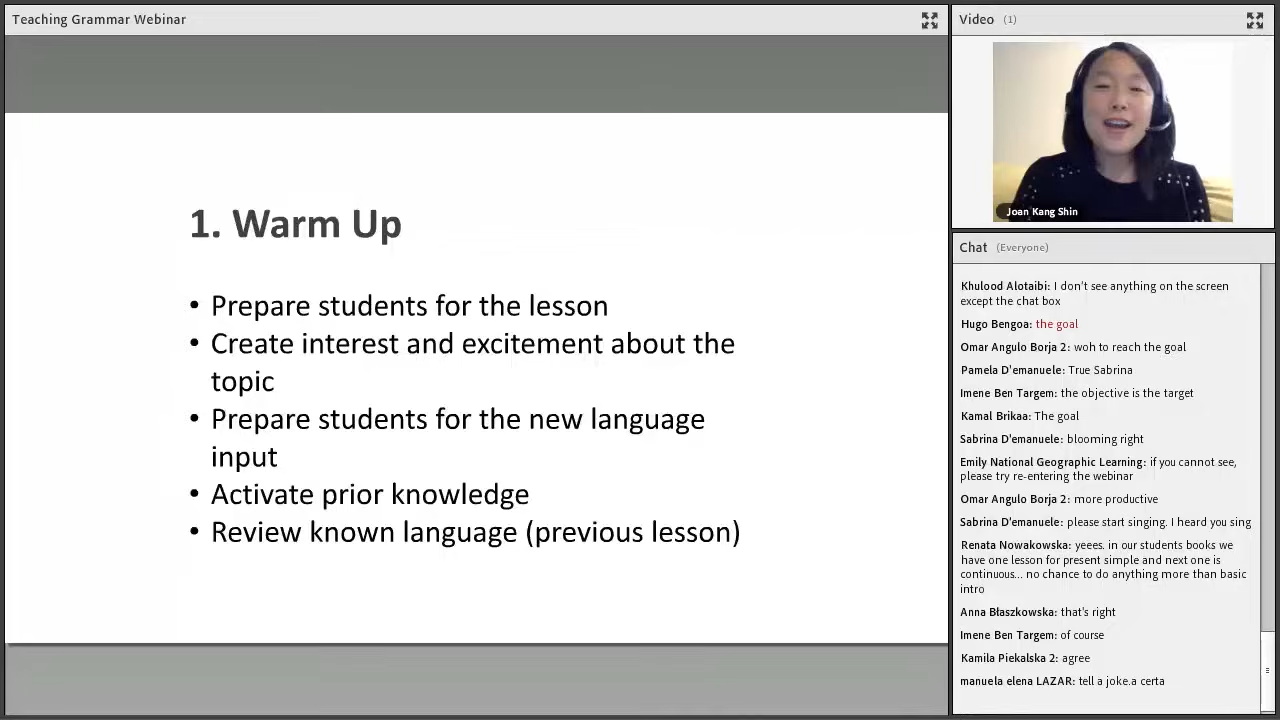 Teaching Grammar Webinar
1. Warm Up
• Prepare students for the lesson
• Create interest and excitement about the
topic
• Prepare students for the new language
input
• Activate prior knowledge
• Review known language (previous lesson)
Video (1)
Joan Kang Shin
Chat (Everyone)
Khulood Alotaibi: I don't see anything on the screen
except the chat box
Hugo Bengoa: the goal
Omar Angulo Borja 2: woh to reach the goal
Pamela D'emanuele: True Sabrina
Imene Ben Targem: the objective is the target
Kamal Brikaa: The goal
Sabrina D'emanuele: blooming right
Emily National Geographic Learning: if you cannot see,
please try re-entering the webinar
Omar Angulo Borja 2: more productive
Sabrina D'emanuele: please start singing. I heard you sing
Renata Nowakowska: yeees. in our students books we
have one lesson for present simple and next one is
continuous... no chance to do anything more than basic
intro
Anna Błaszkowska: that's right
Imene Ben Targem: of course
Kamila Piekalska 2: agree
manuela elena LAZAR: tell a joke.a certa